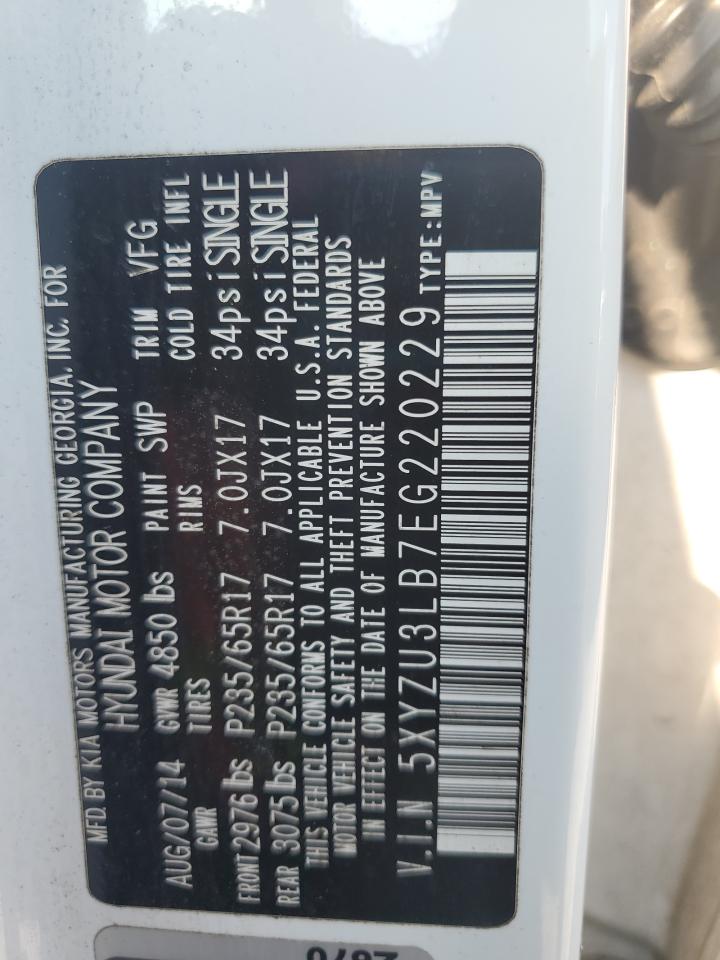 MFD. BY KIA MOTORS MANUFACTURING GEORGIA, INC. FOR
HYUNDAI MOTOR COMPANY
AUG/07/14 GVWR 4850 lbs PAINT SWP TRIM VFG
GAWR TIRES RIMS COLD TIRE INFL
FRONT 2976 lbs P235/65R17 7.0JX17 34psi SINGLE
REAR 3075 lbs P235/65R17 7.0JX17 34psi SINGLE
THIS VEHICLE CONFORMS TO ALL APPLICABLE U.S.A. FEDERAL
MOTOR VEHICLE SAFETY AND THEFT PREVENTION STANDARDS
IN EFFECT ON THE DATE OF MANUFACTURE SHOWN ABOVE
V.I.N 5XYZU3LB7EG220229 TYPE:MPV